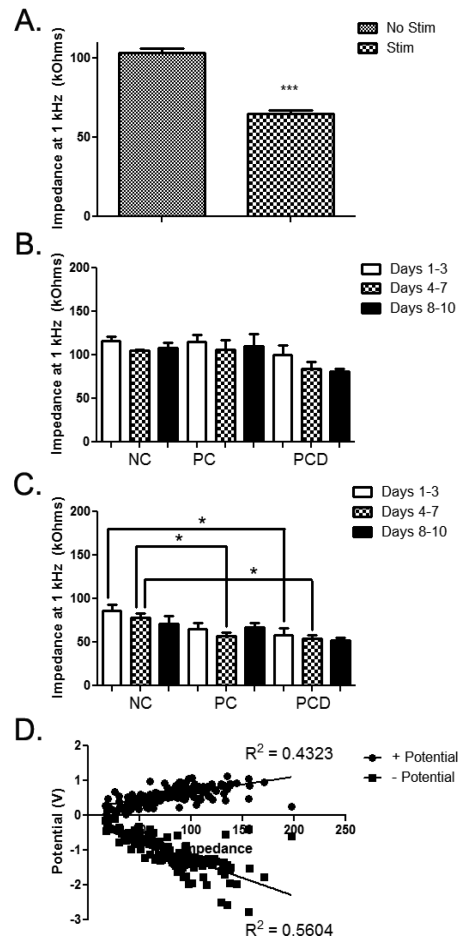 A.
Impedance at 1 kHz (kOhms)
100
50
0
***
No Stim
Stim
B.
Impedance at 1 kHz (kOhms)
200
150
100
50
0
NC PC PCD
Days 1-3
Days 4-7
Days 8-10
C.
Impedance at 1 kHz (kOhms)
200
150
100
50
0
*
*
*
NC PC PCD
Days 1-3
Days 4-7
Days 8-10
D.
Potential (V)
2
1
0
-1
-2
-3
50 100 150 200 250
Impedance
R² = 0.4323
R² = 0.5604
+ Potential
- Potential